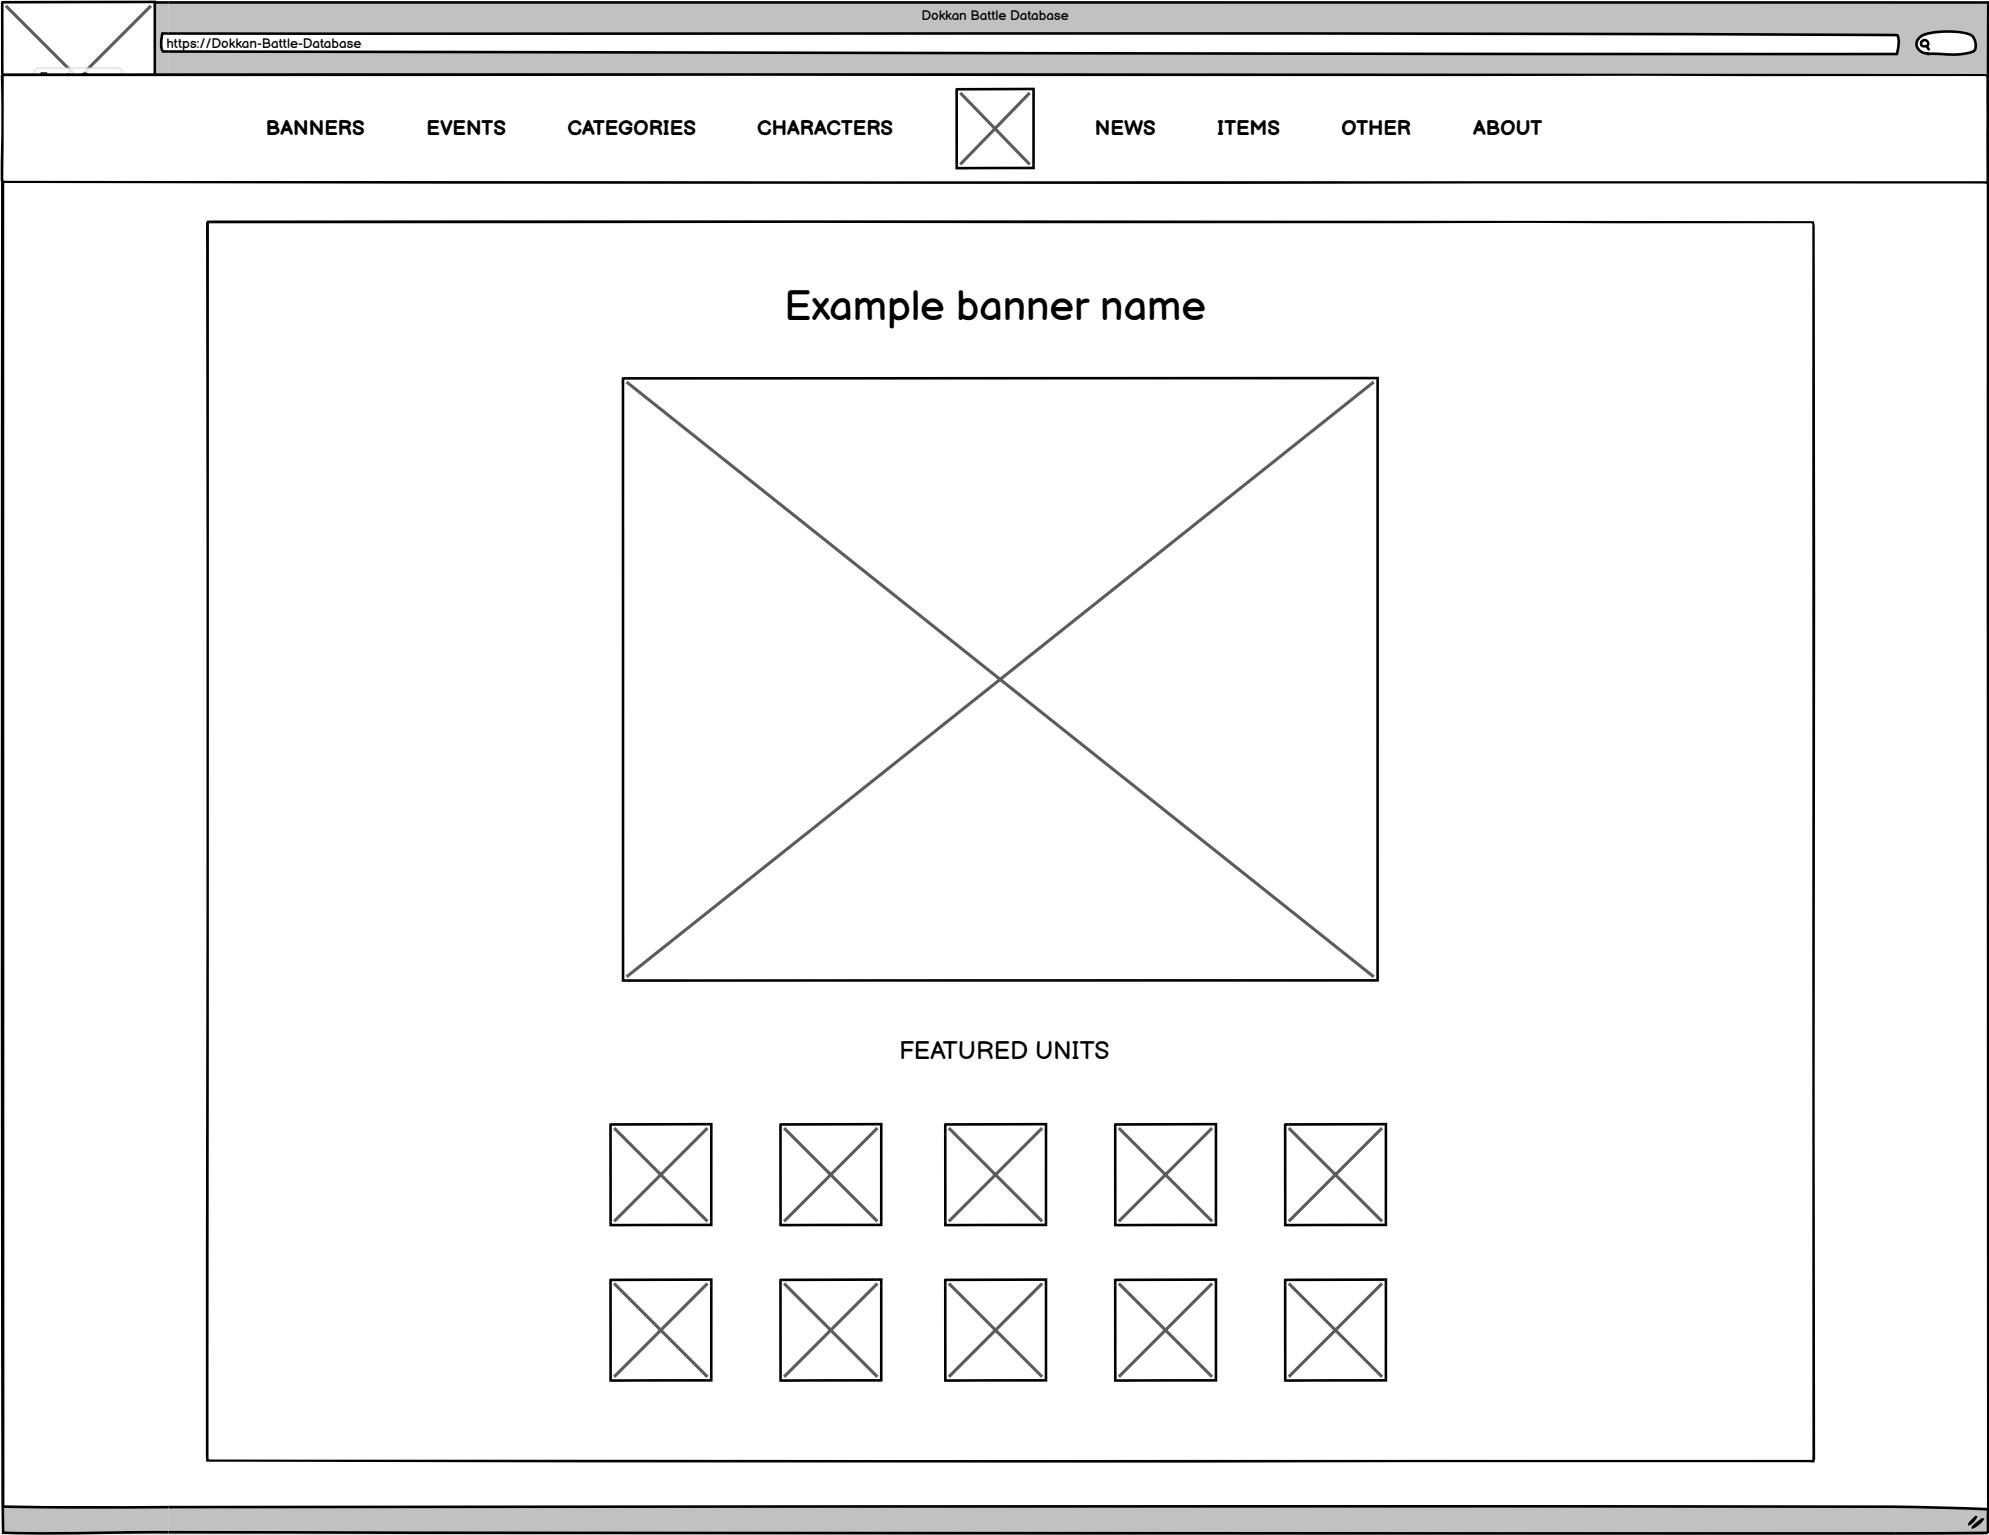 Dokkan Battle Database
https://Dokkan-Battle-Database
BANNERS EVENTS CATEGORIES CHARACTERS NEWS ITEMS OTHER ABOUT
Example banner name
FEATURED UNITS